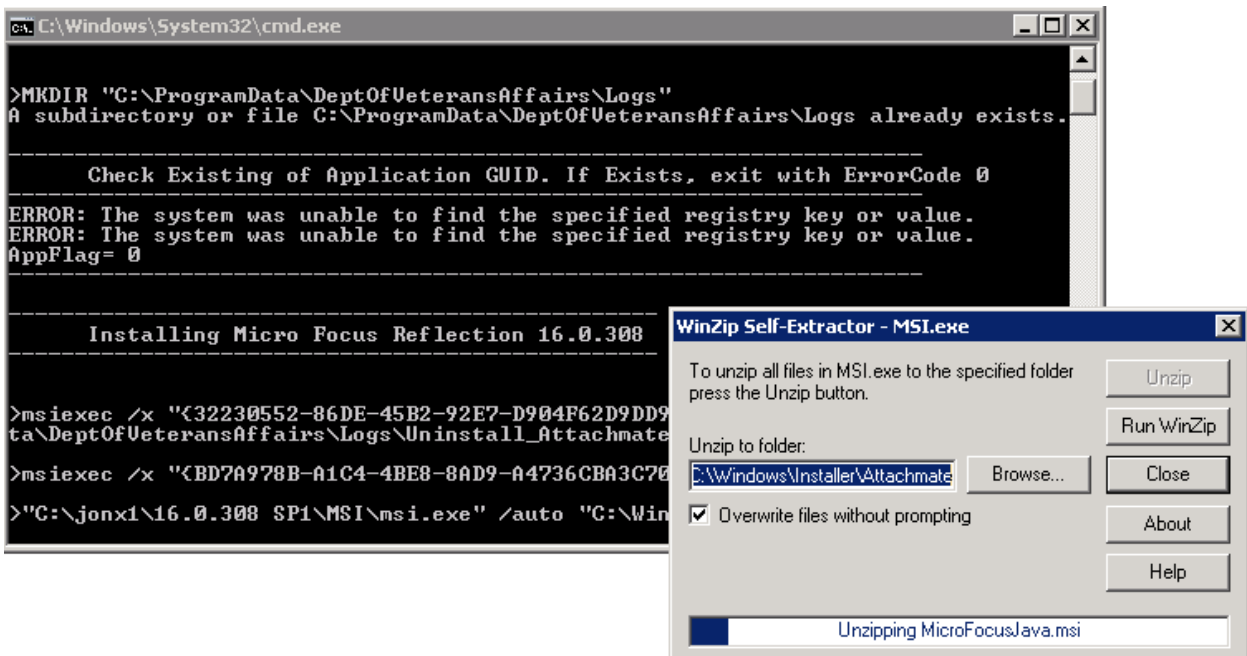 C:\Windows\System32\cmd.exe
>MKDIR "C:\ProgramData\DeptOfVeteransAffairs\Logs"
A subdirectory or file C:\ProgramData\DeptOfVeteransAffairs\Logs already exists.
Check Existing of Application GUID. If Exists, exit with ErrorCode 0
ERROR: The system was unable to find the specified registry key or value.
ERROR: The system was unable to find the specified registry key or value.
AppFlag= 0
Installing Micro Focus Reflection 16.0.308
>msiexec /x "{32230552-86DE-45B2-92E7-D904F62D9DD9
ta\DeptOfVeteransAffairs\Logs\Uninstall_Attachmate
>msiexec /x "{BD7A978B-A1C4-4BE8-8AD9-A4736CBA3C70
>"C:\jonx1\16.0.308 SP1\MSI\msi.exe" /auto "C:\Win
WinZip Self-Extractor - MSI.exe
To unzip all files in MSI.exe to the specified folder
press the Unzip button.
Unzip to folder:
C:\Windows\Installer\Attachmate
Browse...
Overwrite files without prompting
Unzip
Run WinZip
Close
About
Help
Unzipping MicroFocusJava.msi